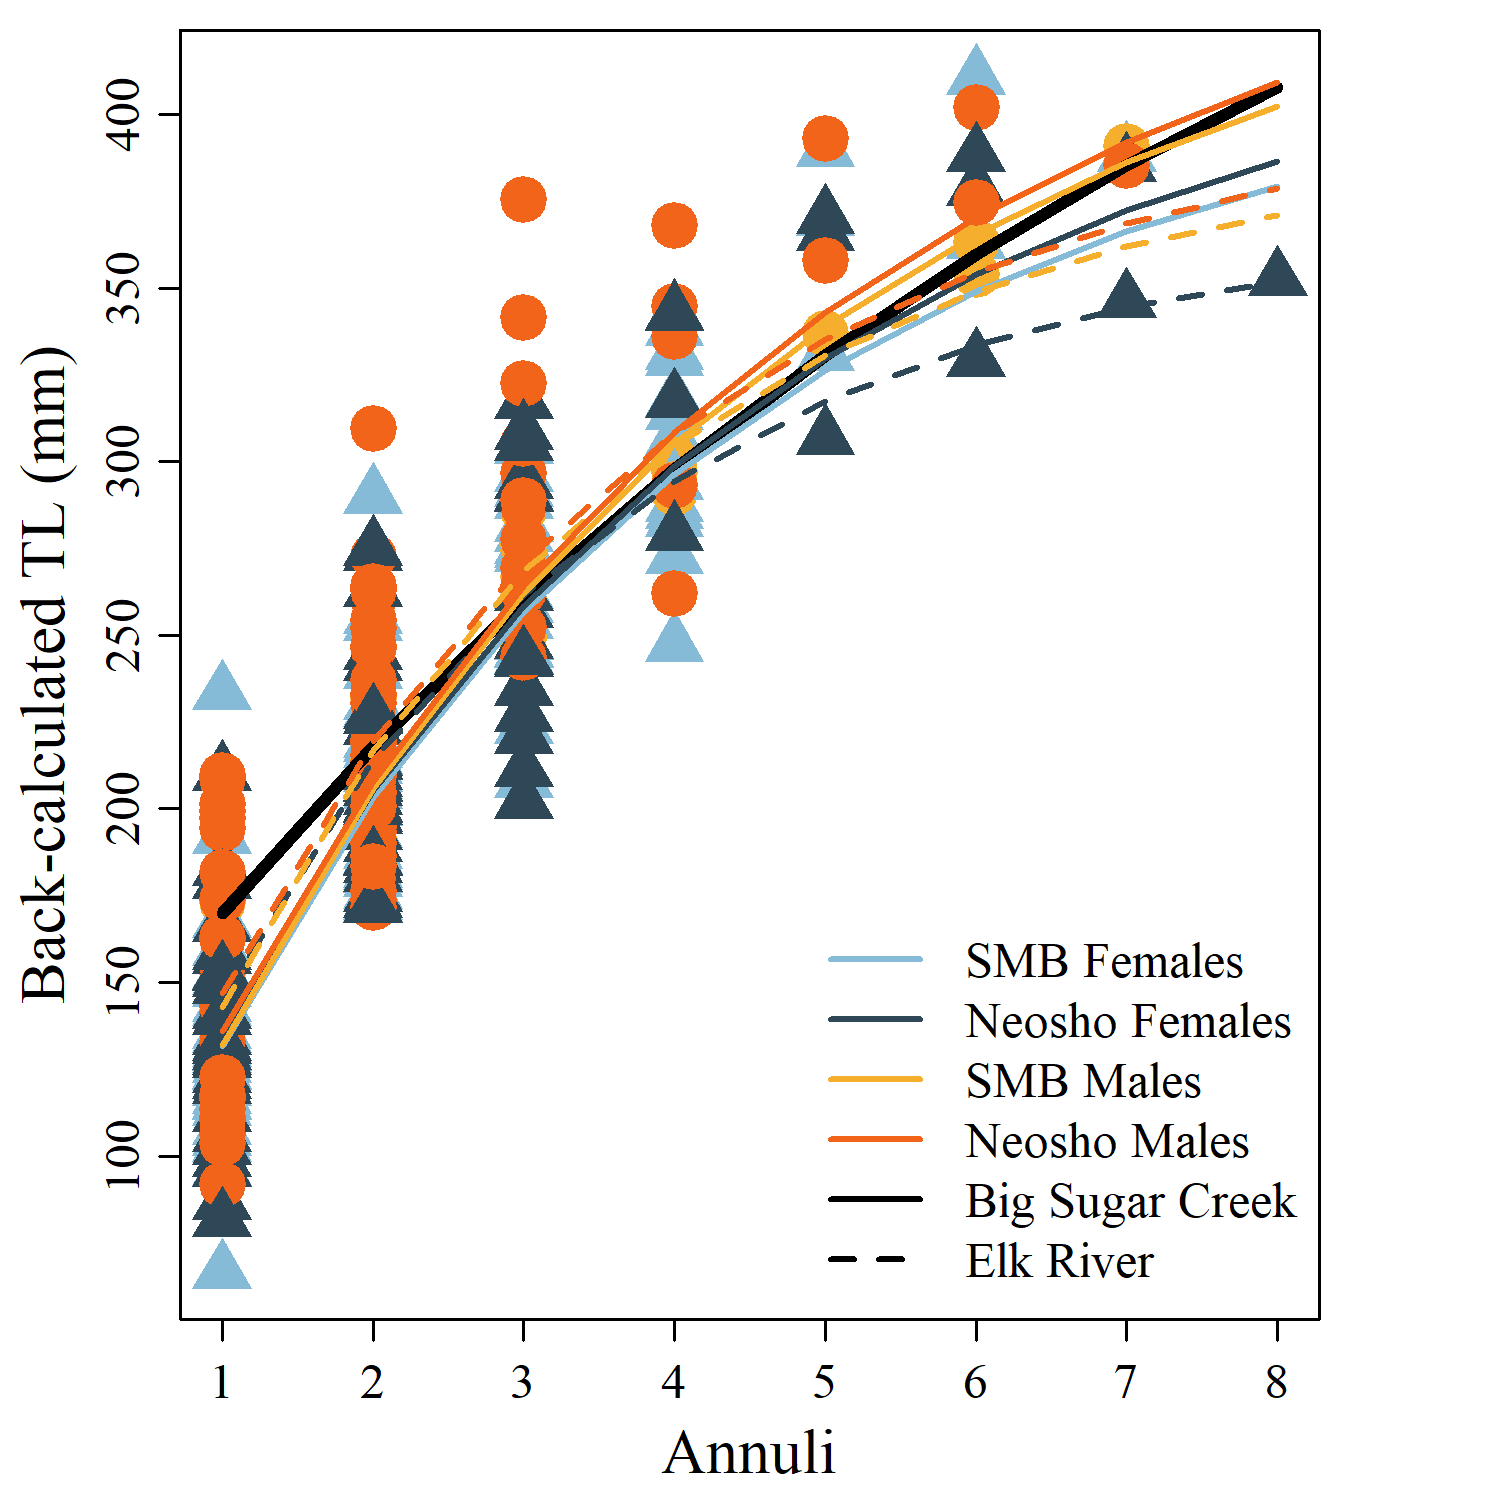 Back-calculated TL (mm)
400
350
300
250
200
150
100
SMB Females
Neosho Females
SMB Males
Neosho Males
Big Sugar Creek
Elk River
1 2 3 4 5 6 7 8
Annuli